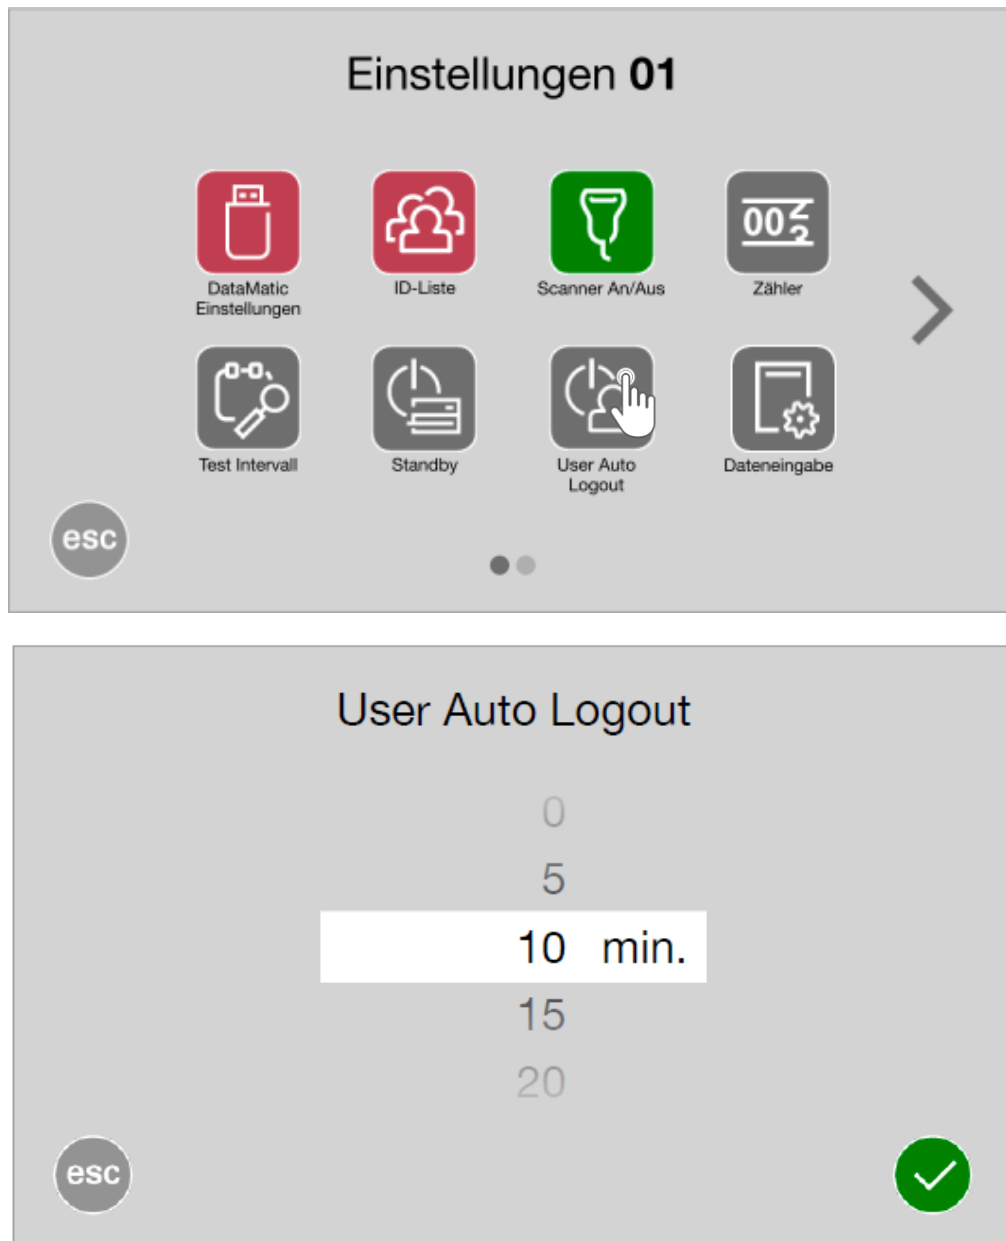 Einstellungen 01
DataMatic
Einstellungen
ID-Liste
Scanner An/Aus
Zähler
Test Intervall
Standby
User Auto
Logout
Dateneingabe
esc
User Auto Logout
0
5
10 min.
15
20
esc